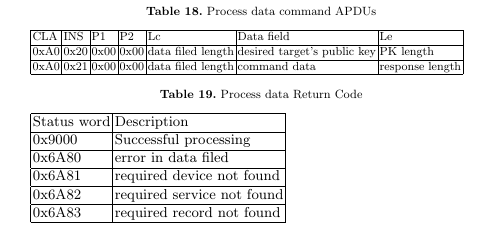 Table 18. Process data command APDUs
CLA INS P1 P2 Lc Data field Le
0xA0 0x20 0x00 0x00 data filed length desired target's public key PK length
0xA0 0x21 0x00 0x00 data filed length command data response length
Table 19. Process data Return Code
Status word Description
0x9000 Successful processing
0x6A80 error in data filed
0x6A81 required device not found
0x6A82 required service not found
0x6A83 required record not found